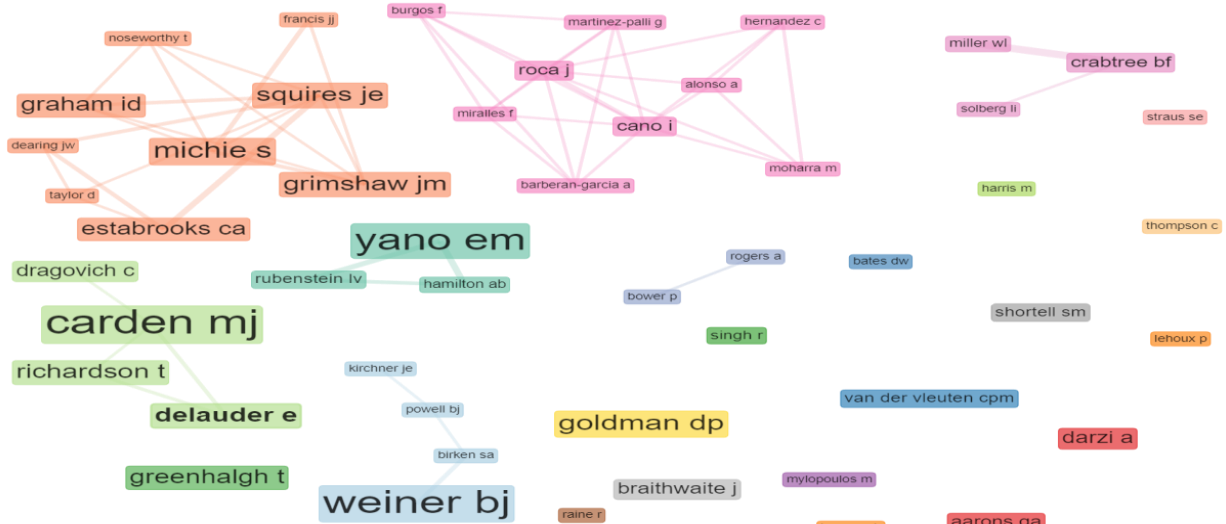 burgos f
francis jj
martinez-palli g
hernandez c
noseworthy t
miller wl
roca j
crabtree bf
alonso a
squires je
graham id
solberg li
miralles f
straus se
cano i
dearing jw
michie s
moharra m
grimshaw jm
barberan-garcia a
harris m
taylor d
thompson c
estabrooks ca
yano em
rogers a
bates dw
dragovich c
rubenstein lv
hamilton ab
bower p
shortell sm
carden mj
singh r
lehoux p
kirchner je
richardson t
van der vleuten cpm
powell bj
delauder e
goldman dp
darzi a
birken sa
greenhalgh t
mylopoulos m
braithwaite j
weiner bj
raine r
aarons ga